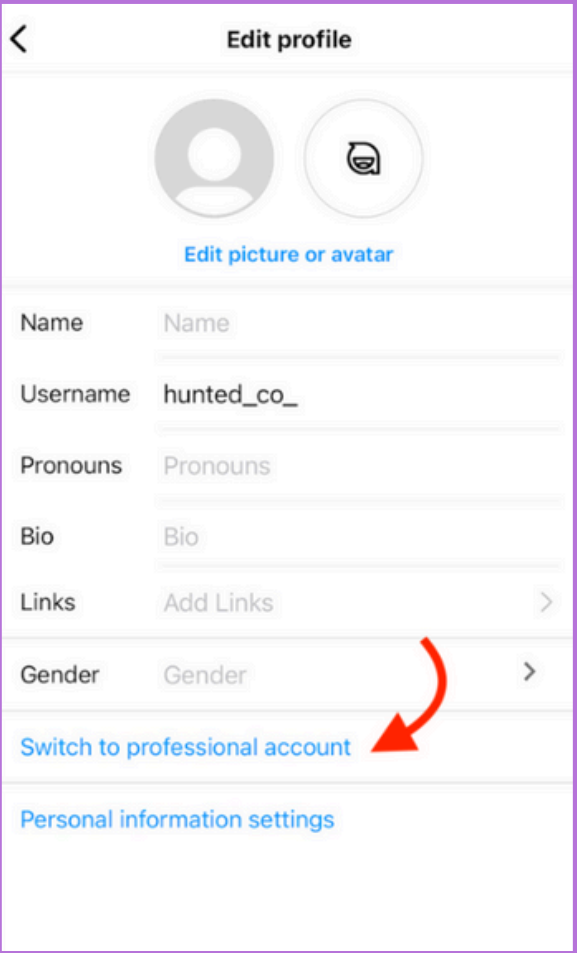 Edit profile
Edit picture or avatar
Name Name
Username hunted_co_
Pronouns Pronouns
Bio Bio
Links Add Links
Gender Gender
Switch to professional account
Personal information settings